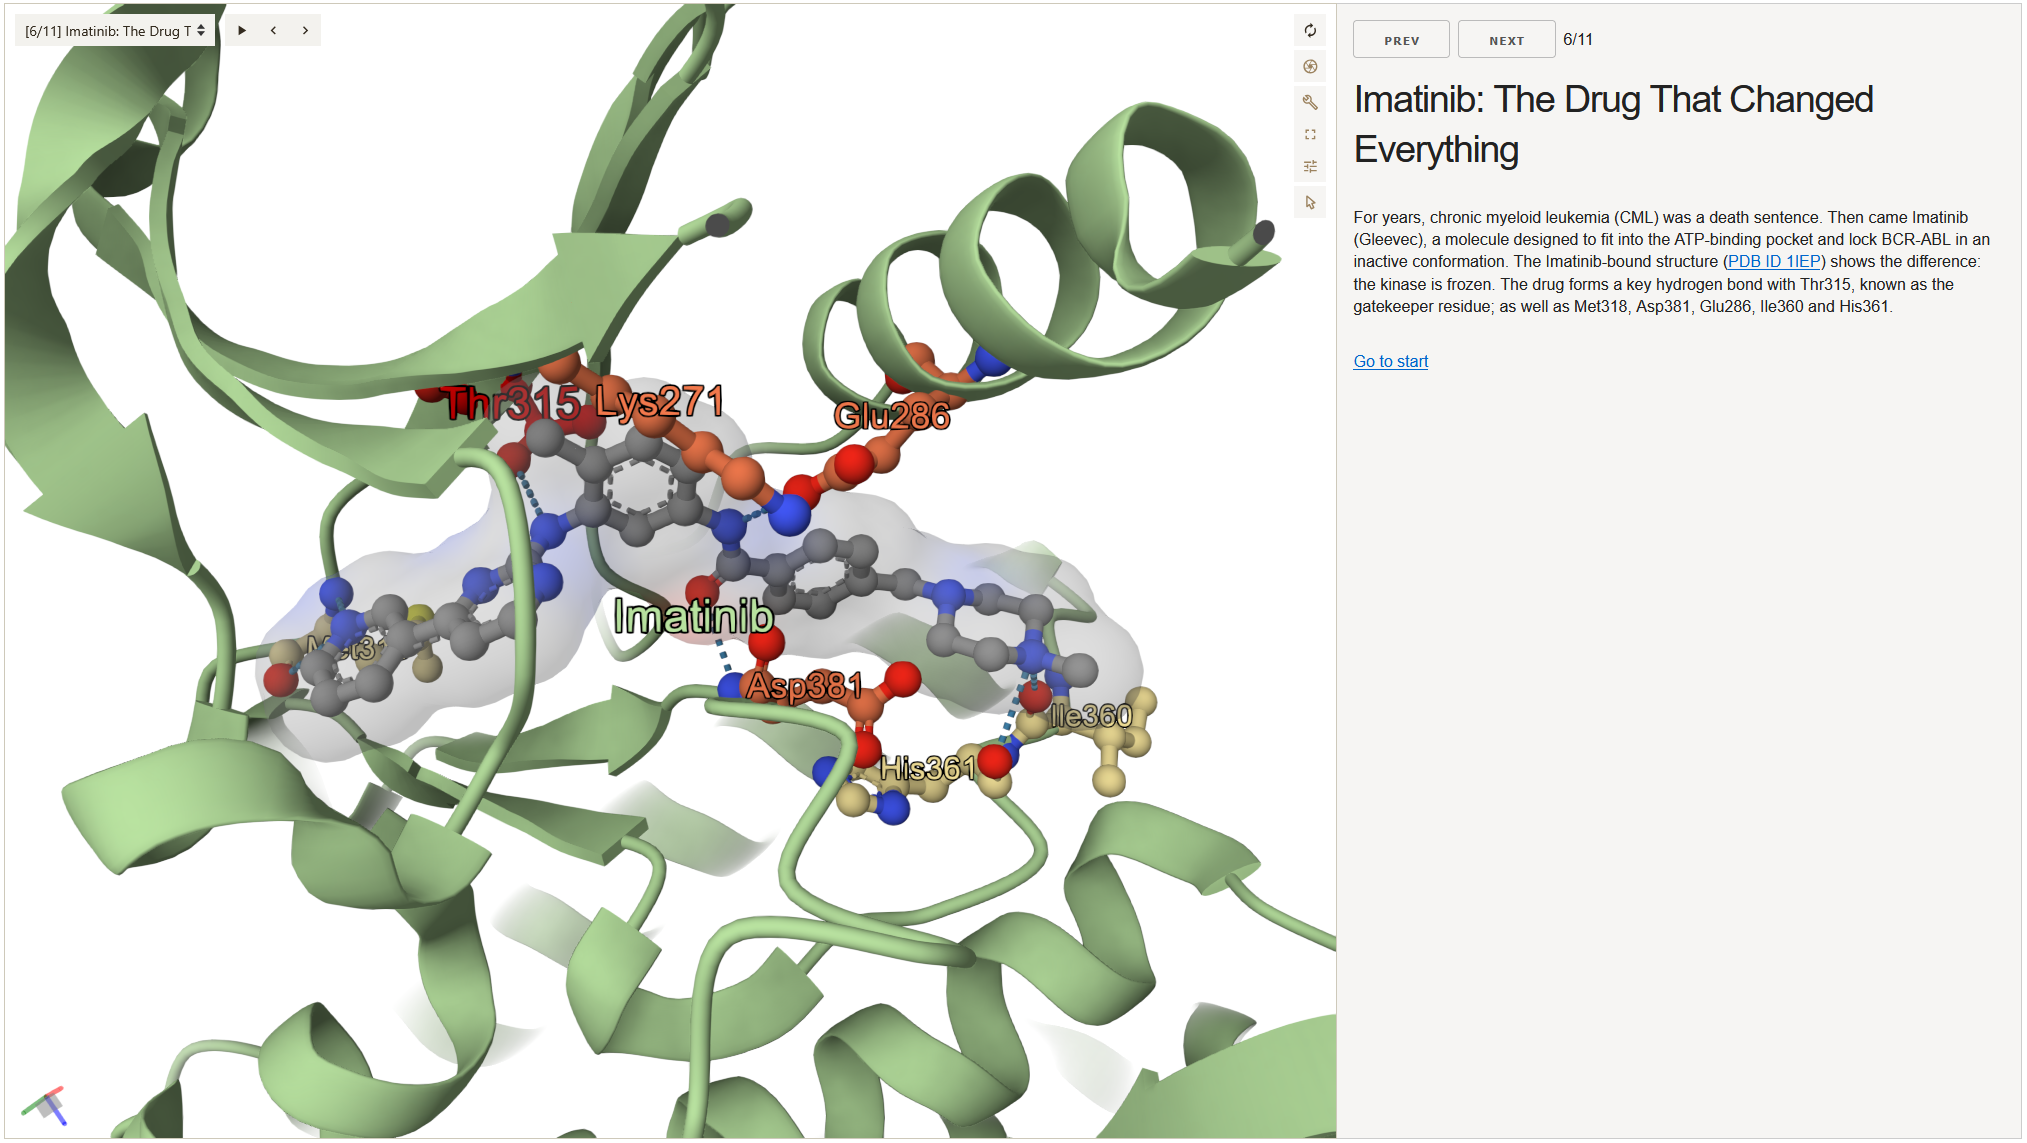 [6/11] Imatinib: The Drug T
PREV NEXT 6/11
Imatinib: The Drug That Changed
Everything
For years, chronic myeloid leukemia (CML) was a death sentence. Then came Imatinib
(Gleevec), a molecule designed to fit into the ATP-binding pocket and lock BCR-ABL in an
inactive conformation. The Imatinib-bound structure (PDB ID 1IEP) shows the difference:
the kinase is frozen. The drug forms a key hydrogen bond with Thr315, known as the
gatekeeper residue; as well as Met318, Asp381, Glu286, Ile360 and His361.
Go to start
Thr315 Lys271
Glu286
Imatinib
Asp381
Ile360
His361